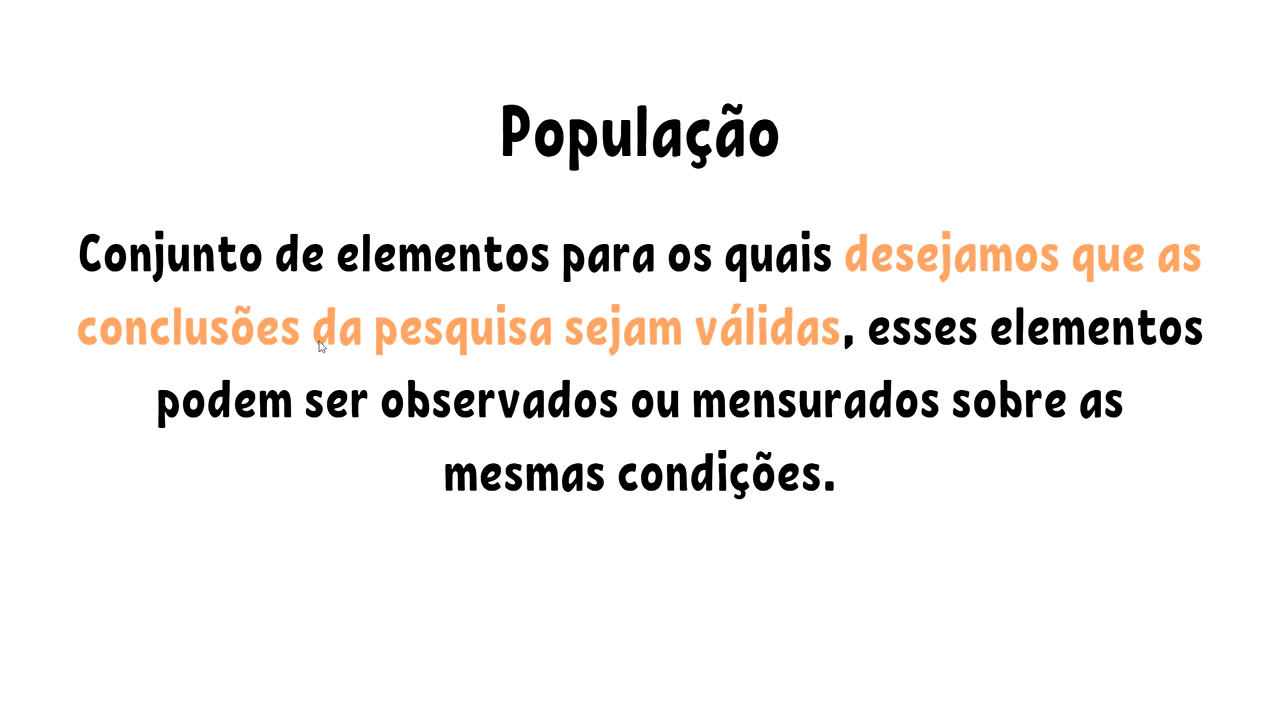 População
Conjunto de elementos para os quais desejamos que as
conclusões da pesquisa sejam válidas, esses elementos
podem ser observados ou mensurados sobre as
mesmas condições.